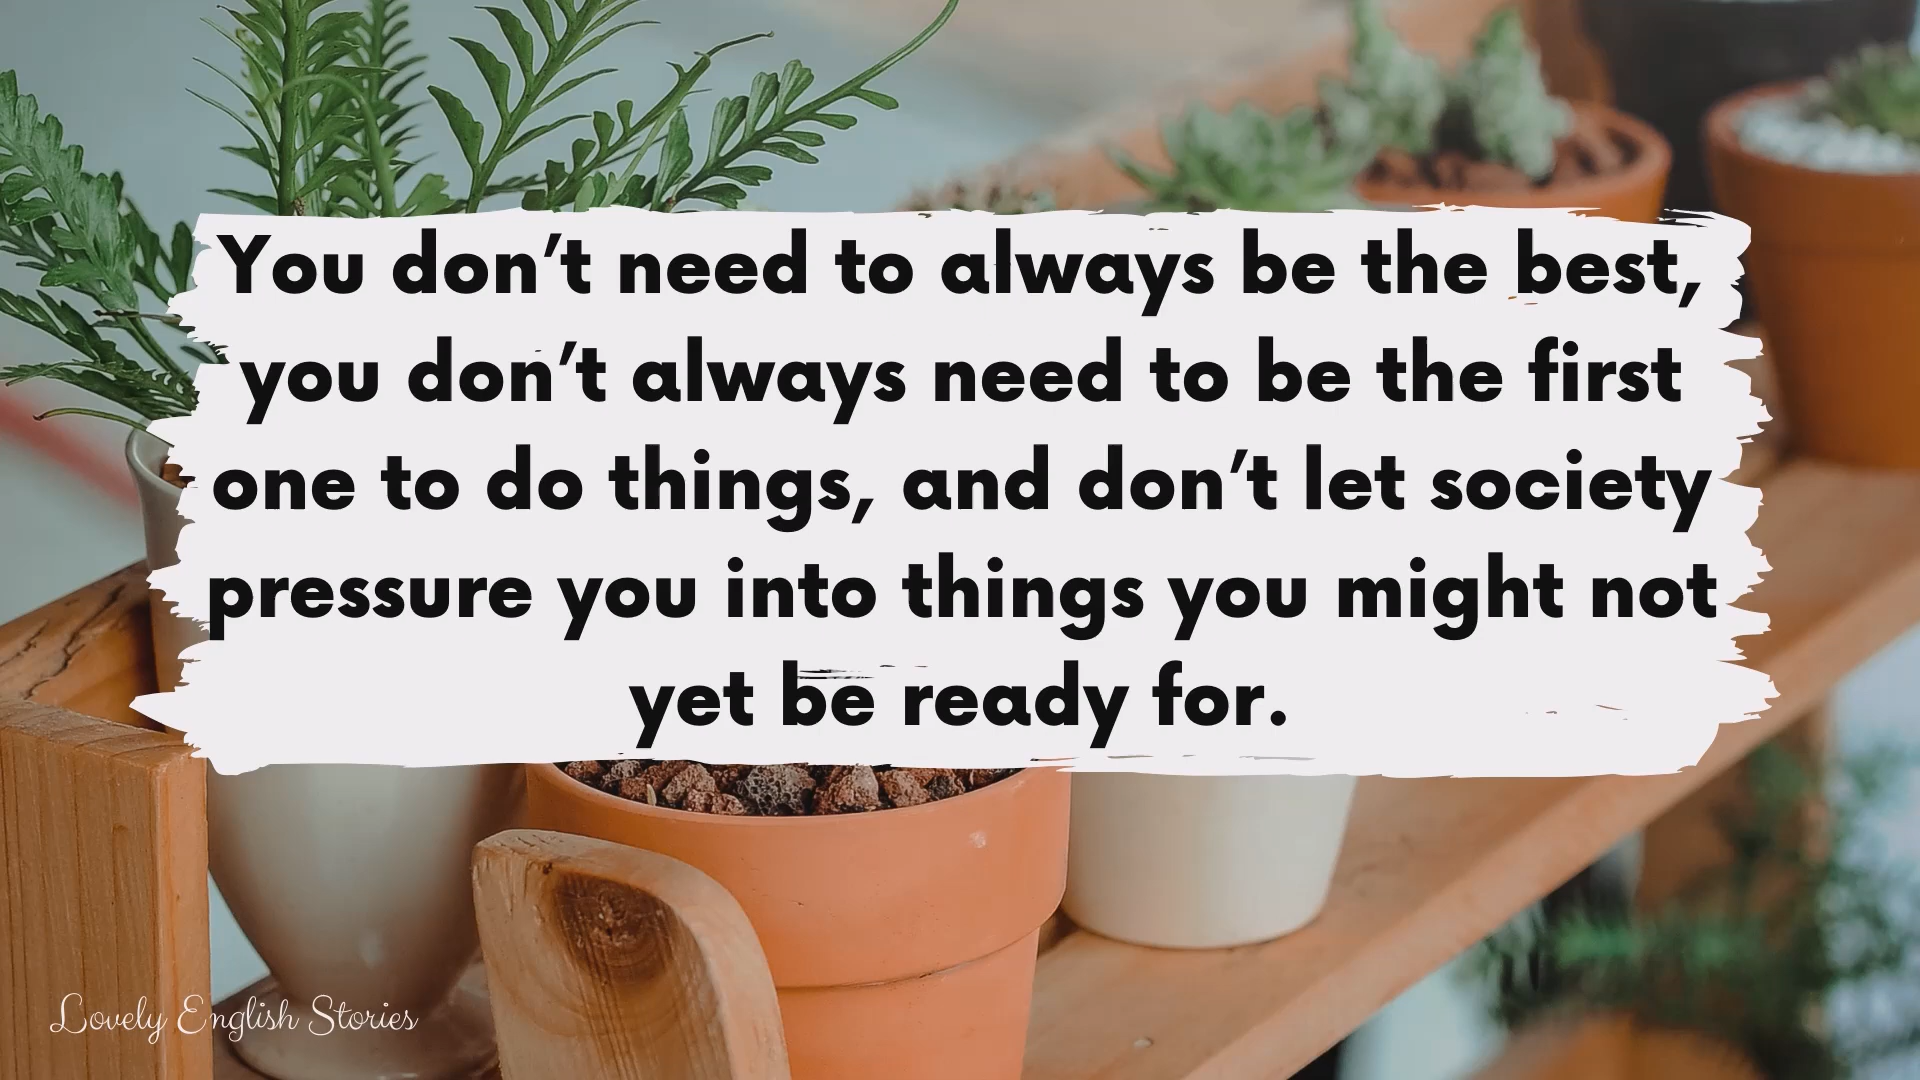 You don’t need to always be the best,
you don’t always need to be the first
one to do things, and don’t let society
pressure you into things you might not
yet be ready for.
Lovely English Stories